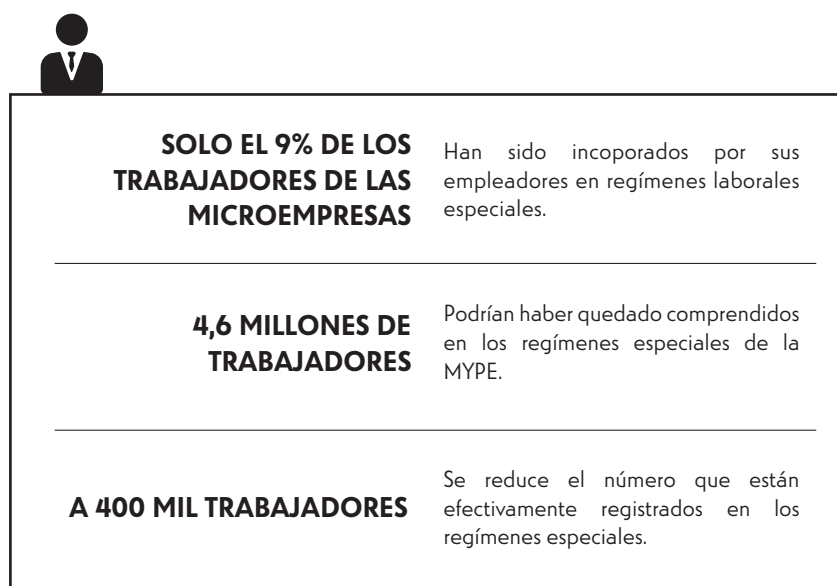 SOLO EL 9% DE LOS
TRABAJADORES DE LAS
MICROEMPRESAS
Han sido incoporados por sus
empleadores en regímenes laborales
especiales.
4,6 MILLONES DE
TRABAJADORES
Podrían haber quedado comprendidos
en los regímenes especiales de la
MYPE.
A 400 MIL TRABAJADORES
Se reduce el número que están
efectivamente registrados en los
regímenes especiales.